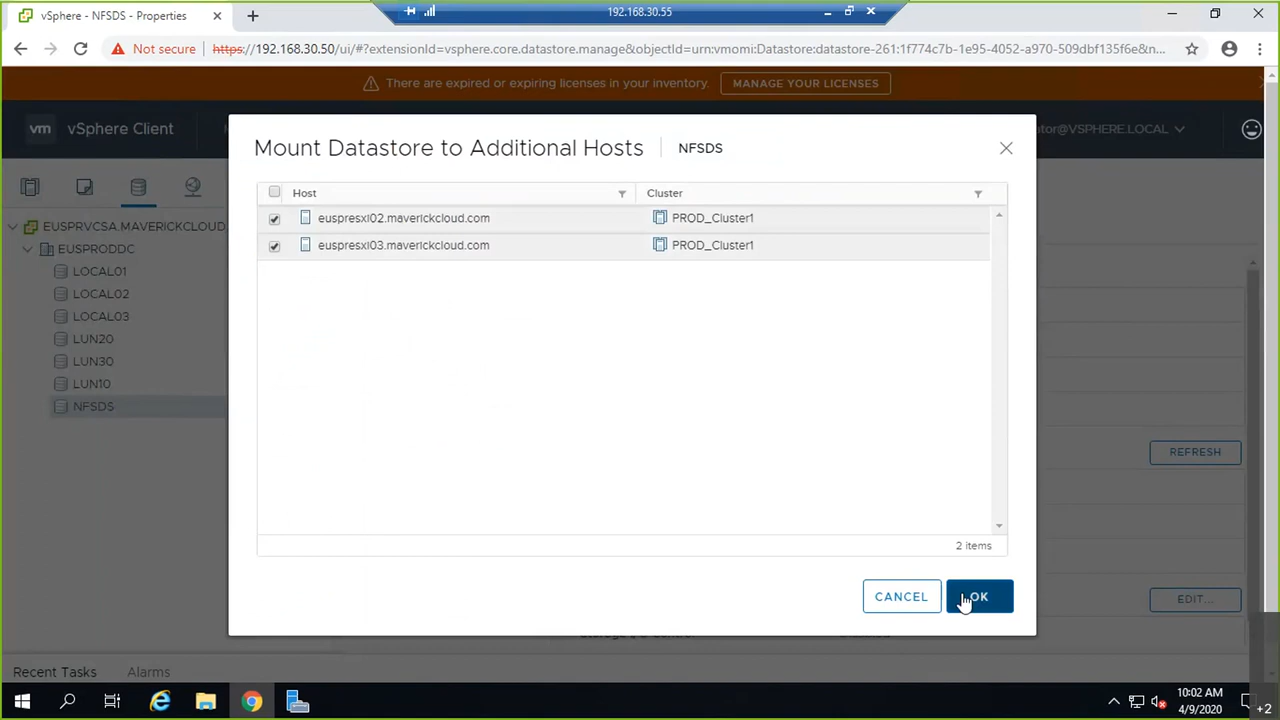 vSphere - NFSDS - Properties
192.168.30.55
Not secure https://192.168.30.50/ui/#?extensionId=vsphere.core.datastore.manage&objectId=urn:vmomi:Datastore:datastore-261:1f774c7b-1e95-4052-a970-509dbf135f6e&n...
There are expired or expiring licenses in your inventory. MANAGE YOUR LICENSES
vm vSphere Client
ator@VSPHERE.LOCAL
Mount Datastore to Additional Hosts NFSDS
Host Cluster
euspresxi02.maverickcloud.com PROD_Cluster1
euspresxi03.maverickcloud.com PROD_Cluster1
EUSPRVCSA.MAVERICKCLOUD
EUSPRODDC
LOCAL01
LOCAL02
LOCAL03
LUN20
LUN30
LUN10
NFSDS
REFRESH
2 items
CANCEL OK
EDIT...
Recent Tasks Alarms
10:02 AM
4/9/2020
+2